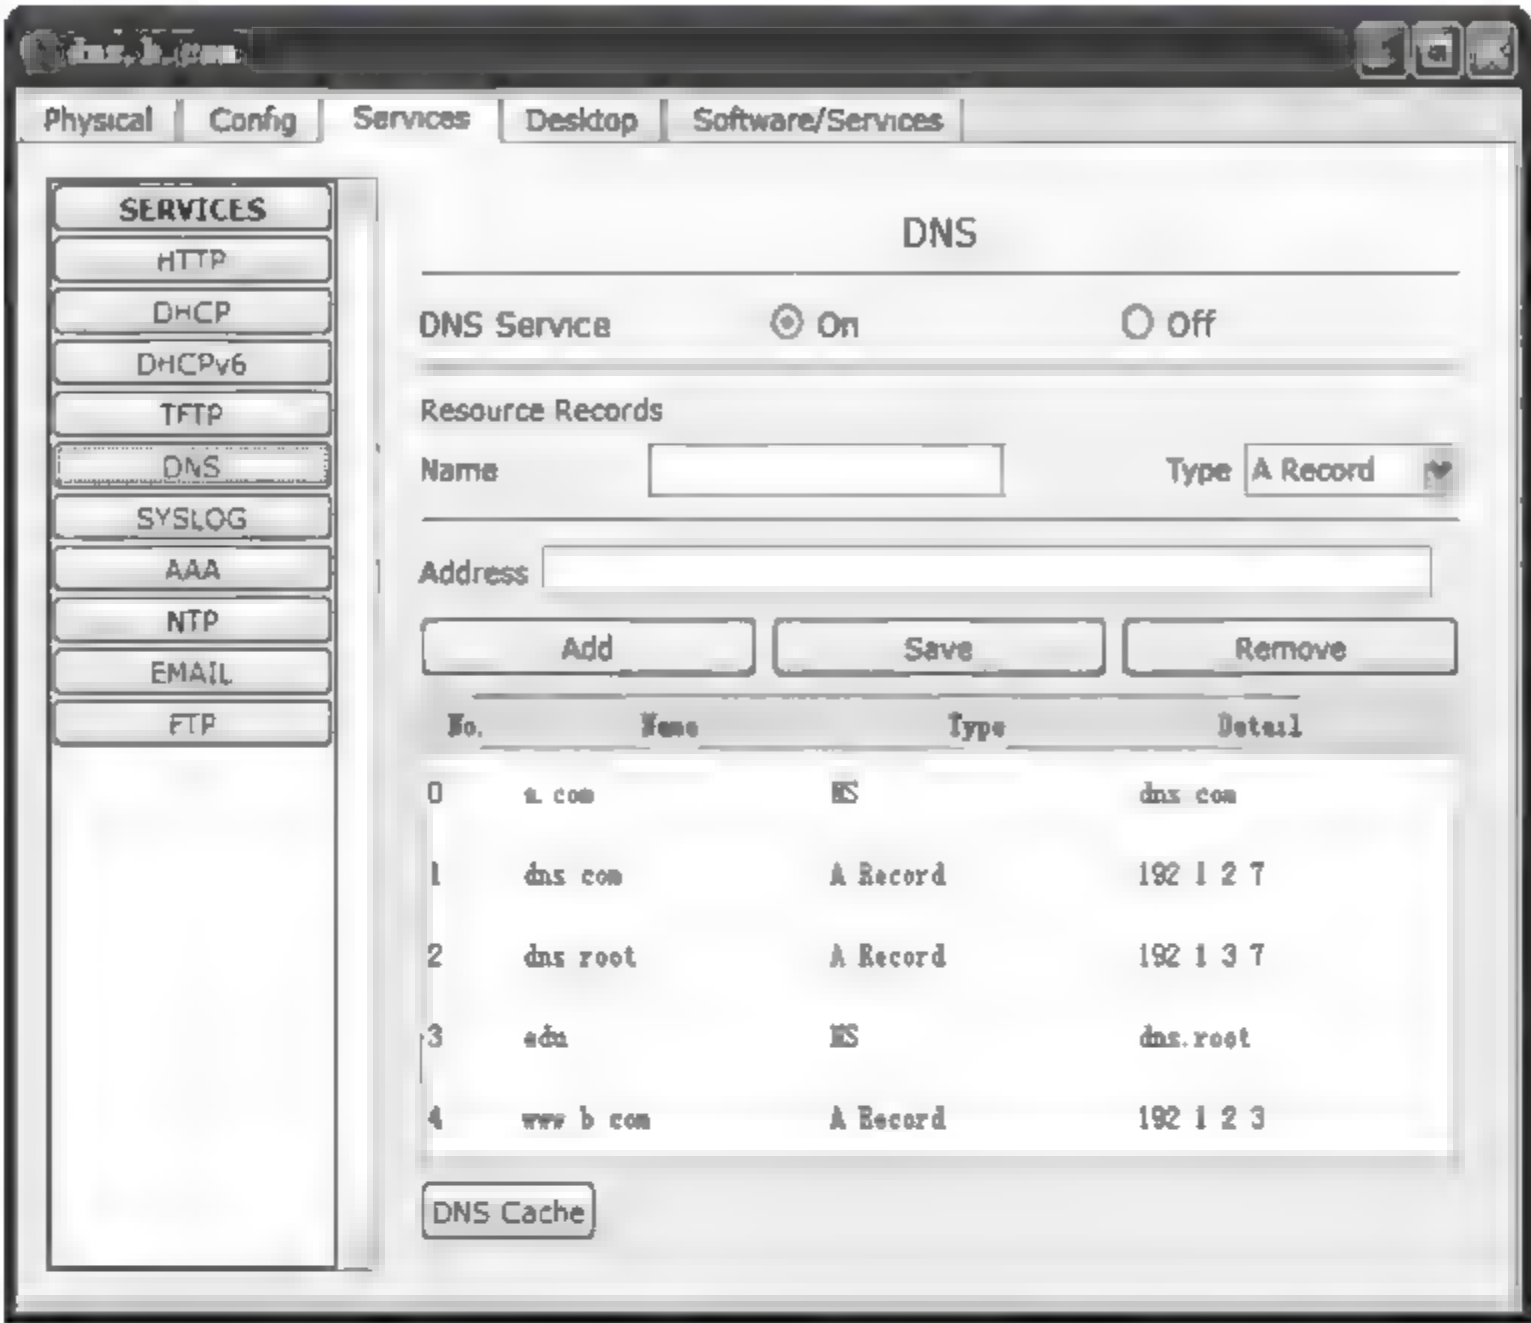 dns.b.com
Physical Config Services Desktop Software/Services
SERVICES
HTTP
DHCP
DHCPv6
TFTP
DNS
SYSLOG
AAA
NTP
EMAIL
FTP
DNS
DNS Service On Off
Resource Records
Name Type A Record
Address
Add Save Remove
No. Name Type Detail
0 a.com NS dns.com
1 dns.com A Record 192.1.2.7
2 dns.root A Record 192.1.3.7
3 edu NS dns.root
4 www.b.com A Record 192.1.2.3
DNS Cache